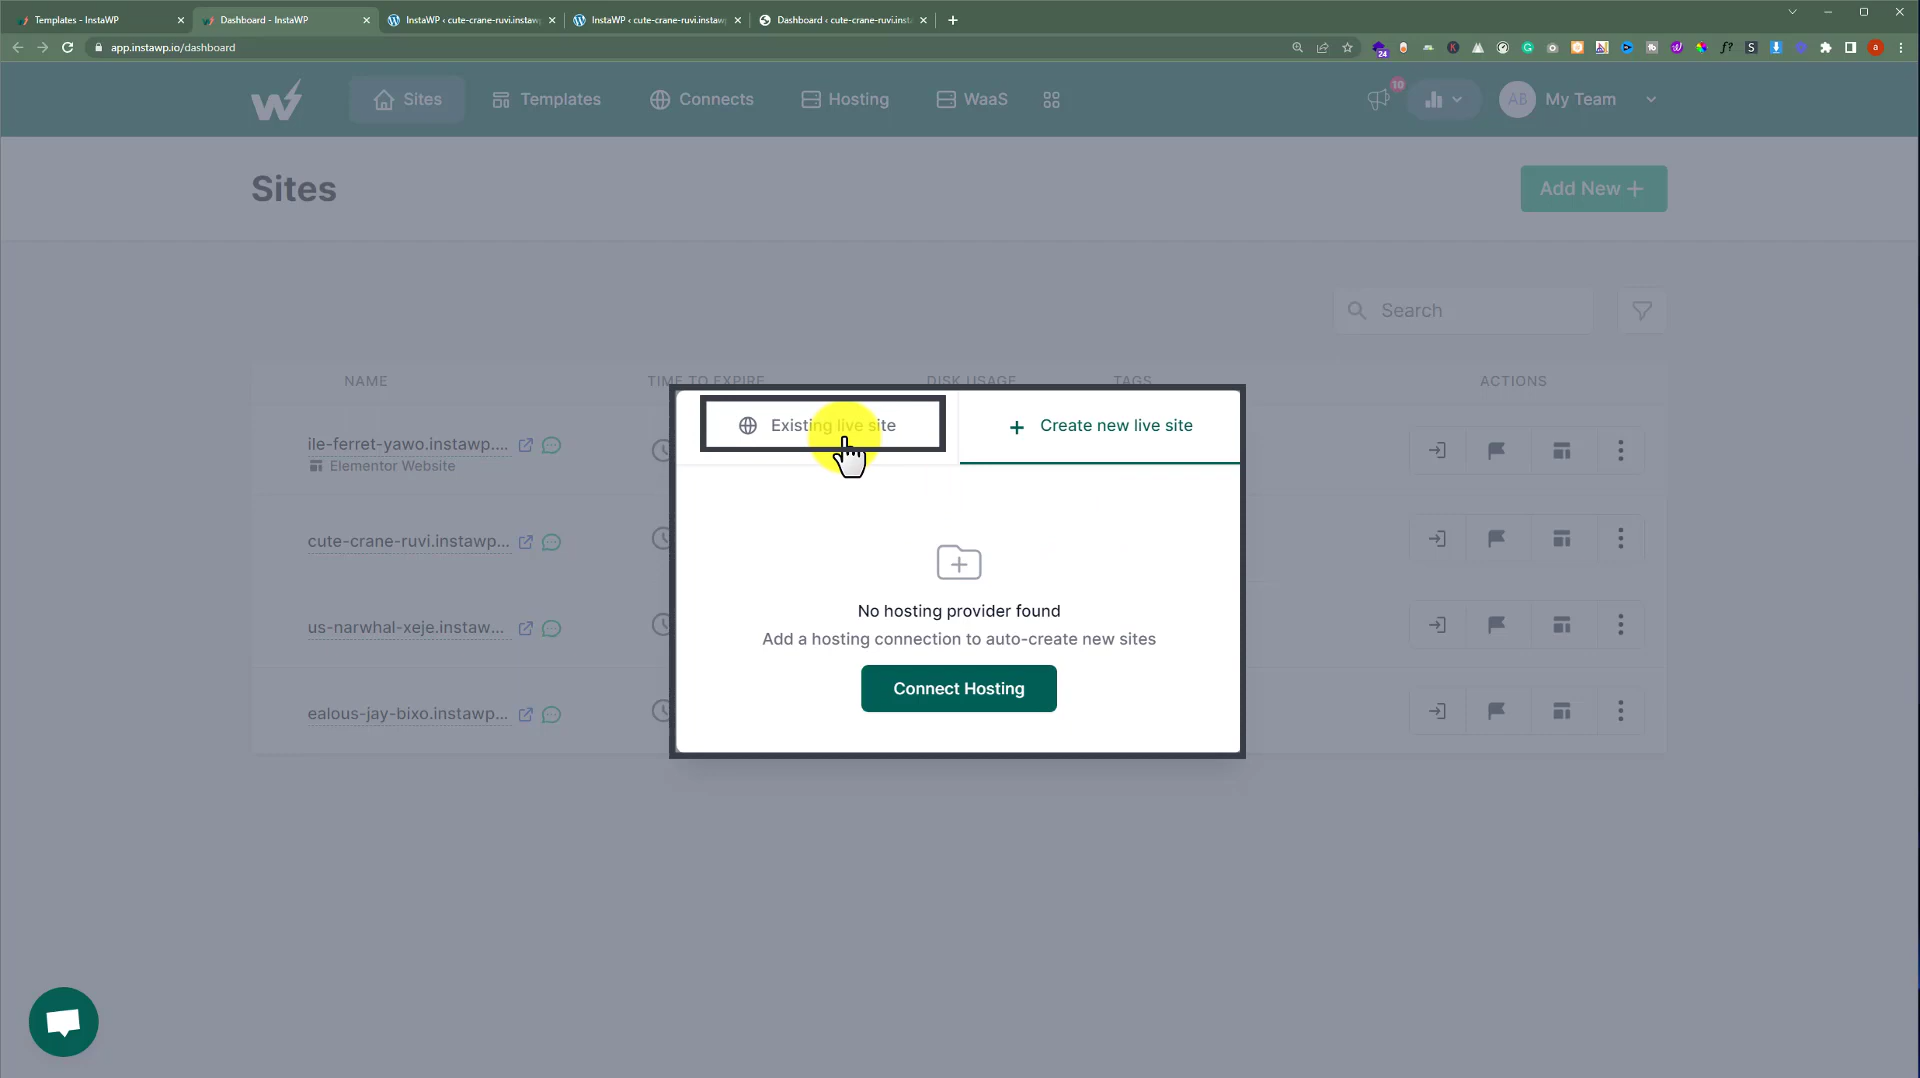 Templates - InstaWP
Dashboard - InstaWP
InstaWP ‹ cute-crane-ruvi.instawp
InstaWP ‹ cute-crane-ruvi.instawp
Dashboard ‹ cute-crane-ruvi.insta
app.instawp.io/dashboard
24
a
Sites
Templates
Connects
Hosting
WaaS
10
AB
My Team
Sites
Add New
Search
NAME
TIME TO EXPIRE
DISK USAGE
TAGS
ACTIONS
ile-ferret-yawo.instawp....
Elementor Website
cute-crane-ruvi.instawp...
us-narwhal-xeje.instaw...
ealous-jay-bixo.instawp...
Existing live site
Create new live site
No hosting provider found
Add a hosting connection to auto-create new sites
Connect Hosting